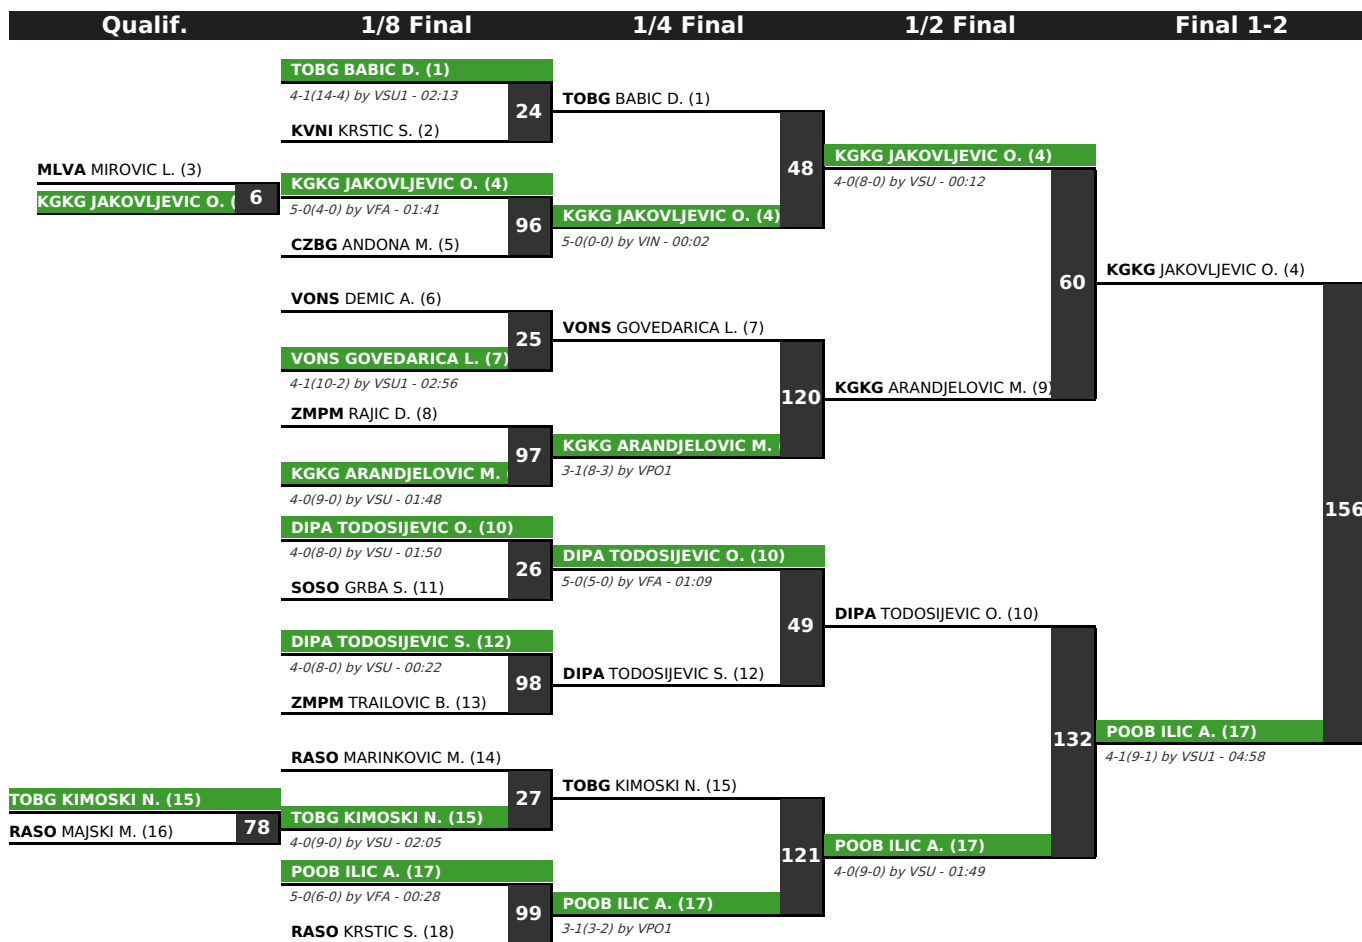 Qualif.
1/8 Final
1/4 Final
1/2 Final
Final 1-2
MLVA MIROVIC L. (3)
KGKG JAKOVLJEVIC O. (
6
TOBG KIMOSKI N. (15)
RASO MAJSKI M. (16)
78
TOBG BABIC D. (1)
4-1(14-4) by VSU1 - 02:13
24
KVNI KRSTIC S. (2)
KGKG JAKOVLJEVIC O. (4)
5-0(4-0) by VFA - 01:41
96
CZBG ANDONA M. (5)
VONS DEMIC A. (6)
25
VONS GOVEDARICA L. (7)
4-1(10-2) by VSU1 - 02:56
ZMPM RAJIC D. (8)
97
KGKG ARANDJELOVIC M. (
4-0(9-0) by VSU - 01:48
DIPA TODOSIJEVIC O. (10)
4-0(8-0) by VSU - 01:50
26
SOSO GRBA S. (11)
DIPA TODOSIJEVIC S. (12)
4-0(8-0) by VSU - 00:22
98
ZMPM TRAILOVIC B. (13)
RASO MARINKOVIC M. (14)
27
TOBG KIMOSKI N. (15)
4-0(9-0) by VSU - 02:05
POOB ILIC A. (17)
5-0(6-0) by VFA - 00:28
99
RASO KRSTIC S. (18)
TOBG BABIC D. (1)
48
KGKG JAKOVLJEVIC O. (4)
5-0(0-0) by VIN - 00:02
VONS GOVEDARICA L. (7)
120
KGKG ARANDJELOVIC M. (
3-1(8-3) by VPO1
DIPA TODOSIJEVIC O. (10)
5-0(5-0) by VFA - 01:09
49
DIPA TODOSIJEVIC S. (12)
TOBG KIMOSKI N. (15)
121
POOB ILIC A. (17)
3-1(3-2) by VPO1
KGKG JAKOVLJEVIC O. (4)
4-0(8-0) by VSU - 00:12
60
KGKG ARANDJELOVIC M. (9)
DIPA TODOSIJEVIC O. (10)
132
POOB ILIC A. (17)
4-0(9-0) by VSU - 01:49
KGKG JAKOVLJEVIC O. (4)
156
POOB ILIC A. (17)
4-1(9-1) by VSU1 - 04:58